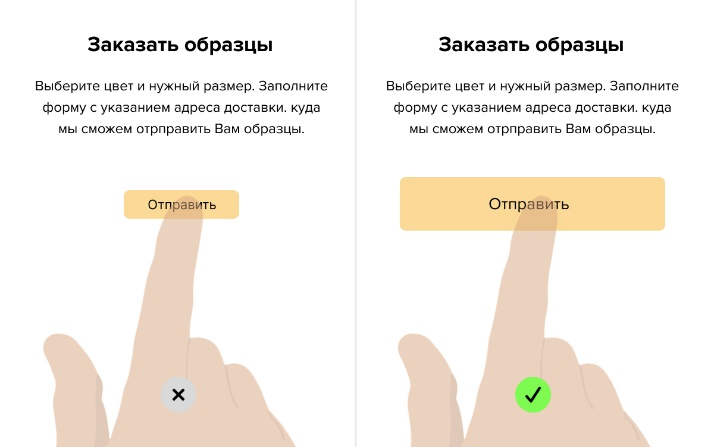 Заказать образцы
Выберите цвет и нужный размер. Заполните
форму с указанием адреса доставки. куда
мы сможем отрправить Вам образцы.
Отправить
Заказать образцы
Выберите цвет и нужный размер. Заполните
форму с указанием адреса доставки. куда
мы сможем отрправить Вам образцы.
Отправить